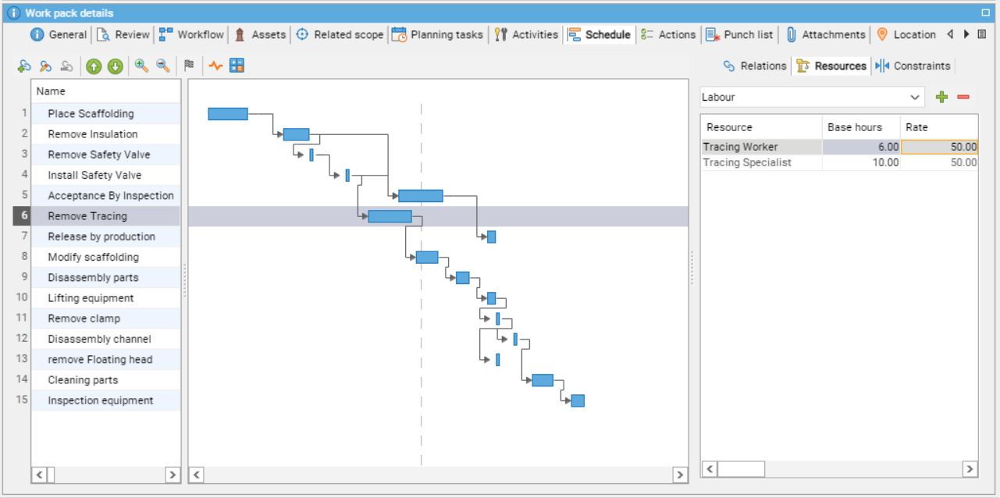 Work pack details
General Review Workflow Assets Related scope Planning tasks Activities Schedule Actions Punch list Attachments Location
Relations Resources Constraints
Name
Labour
Resource Base hours Rate
Tracing Worker 6.00 50.00
Tracing Specialist 10.00 50.00
1 Place Scaffolding
2 Remove Insulation
3 Remove Safety Valve
4 Install Safety Valve
5 Acceptance By Inspection
6 Remove Tracing
7 Release by production
8 Modify scaffolding
9 Disassembly parts
10 Lifting equipment
11 Remove clamp
12 Disassembly channel
13 remove Floating head
14 Cleaning parts
15 Inspection equipment